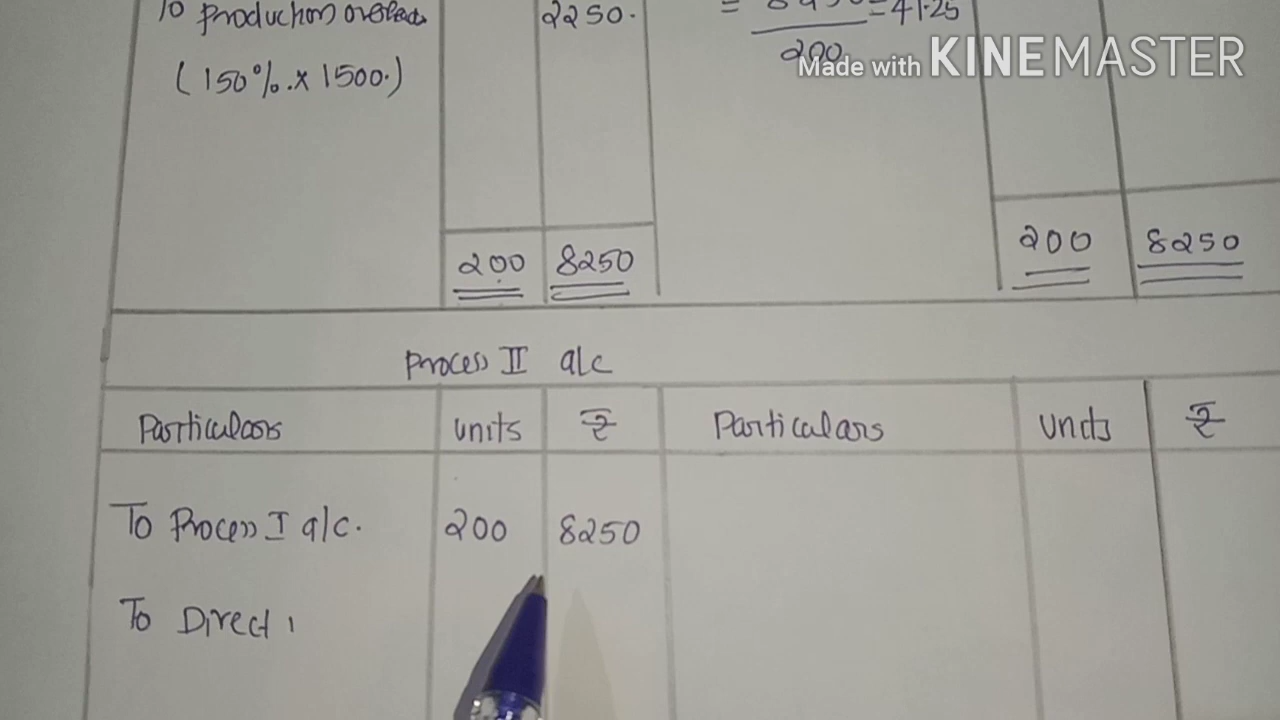 To Production overheads 2250.
= 8250 = 41.25
200
Made with KINEMASTER
(150%. x 1500.)
200 8250
200 8250
Process II a/c
Particulars units ₹ Particulars Units ₹
To Process I a/c. 200 8250
To Direct